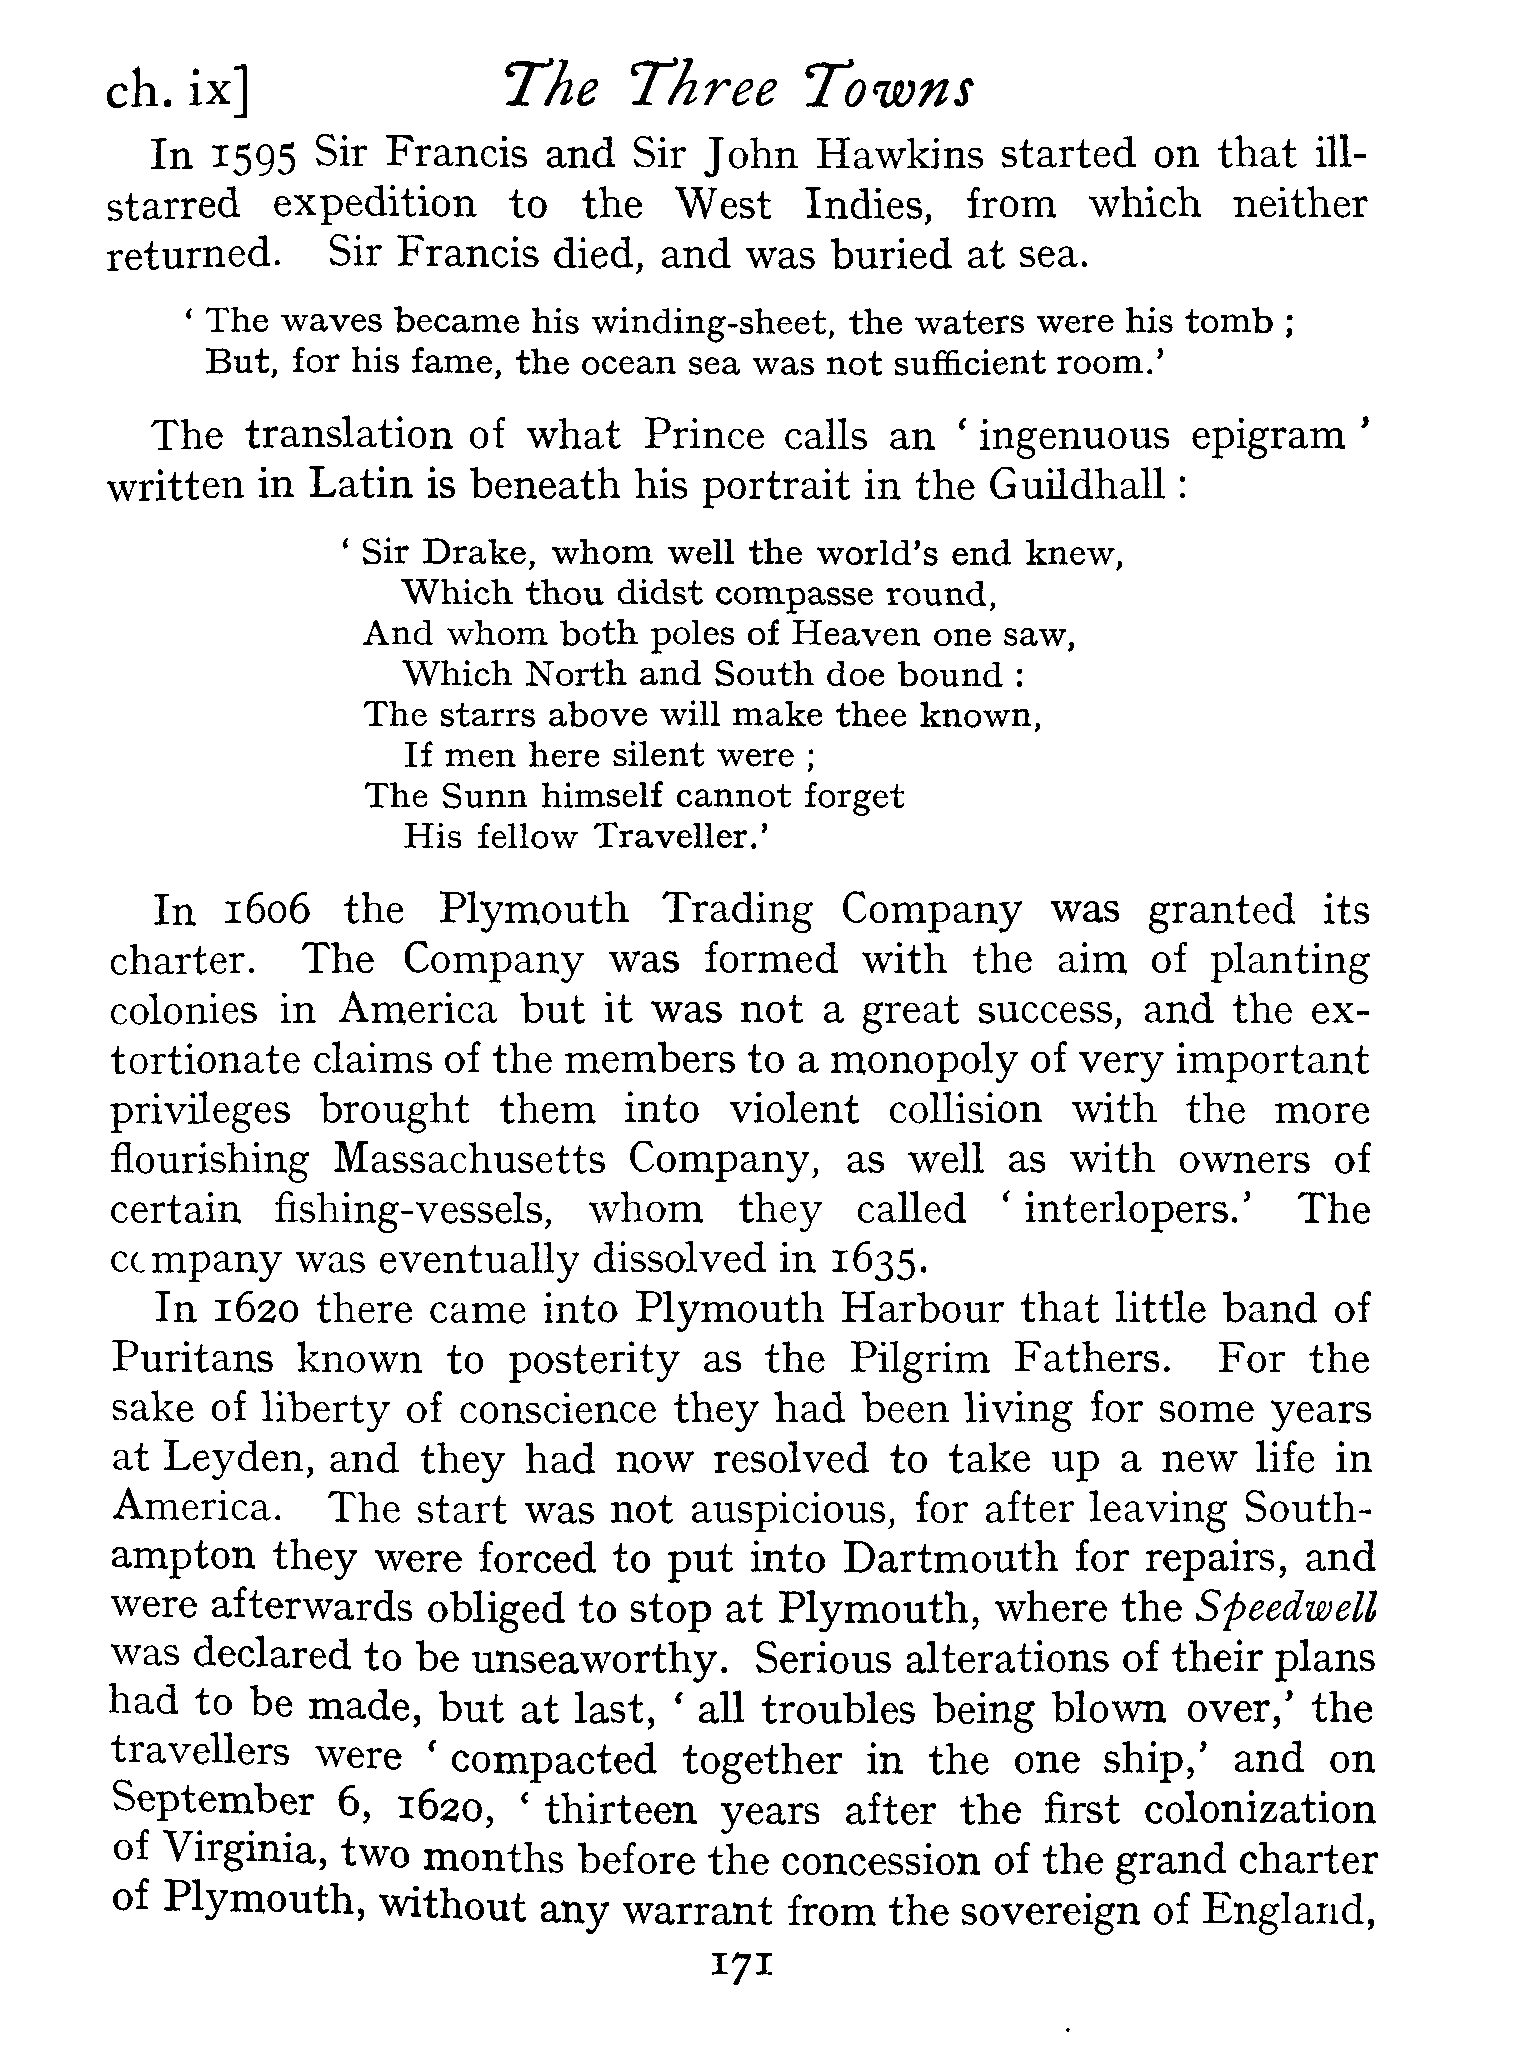 ch. ix] The Three Towns
In 1595 Sir Francis and Sir John Hawkins started on that ill-
starred expedition to the West Indies, from which neither
returned. Sir Francis died, and was buried at sea.
‘ The waves became his winding-sheet, the waters were his tomb ;
But, for his fame, the ocean sea was not sufficient room.’
The translation of what Prince calls an ‘ ingenuous epigram ’
written in Latin is beneath his portrait in the Guildhall :
‘ Sir Drake, whom well the world’s end knew,
Which thou didst compasse round,
And whom both poles of Heaven one saw,
Which North and South doe bound :
The starrs above will make thee known,
If men here silent were ;
The Sunn himself cannot forget
His fellow Traveller.’
In 1606 the Plymouth Trading Company was granted its
charter. The Company was formed with the aim of planting
colonies in America but it was not a great success, and the ex-
tortionate claims of the members to a monopoly of very important
privileges brought them into violent collision with the more
flourishing Massachusetts Company, as well as with owners of
certain fishing-vessels, whom they called ‘ interlopers.’ The
company was eventually dissolved in 1635.
In 1620 there came into Plymouth Harbour that little band of
Puritans known to posterity as the Pilgrim Fathers. For the
sake of liberty of conscience they had been living for some years
at Leyden, and they had now resolved to take up a new life in
America. The start was not auspicious, for after leaving South-
ampton they were forced to put into Dartmouth for repairs, and
were afterwards obliged to stop at Plymouth, where the Speedwell
was declared to be unseaworthy. Serious alterations of their plans
had to be made, but at last, ‘ all troubles being blown over,’ the
travellers were ‘ compacted together in the one ship,’ and on
September 6, 1620, ‘ thirteen years after the first colonization
of Virginia, two months before the concession of the grand charter
of Plymouth, without any warrant from the sovereign of England,
171